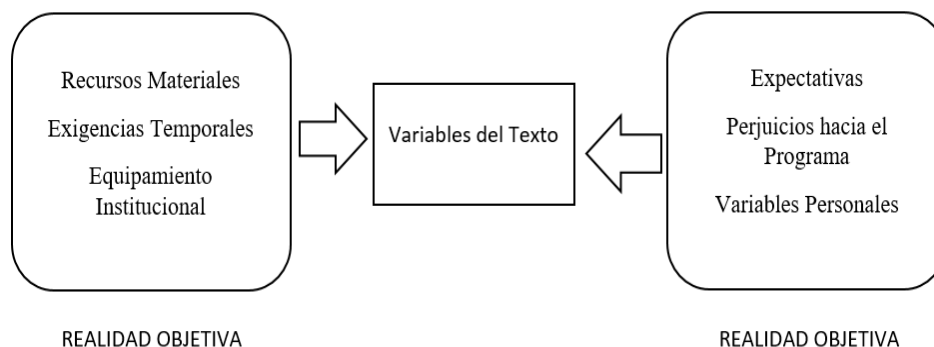 Recursos Materiales
Exigencias Temporales
Equipamiento
Institucional
Variables del Texto
Expectativas
Perjuicios hacia el
Programa
Variables Personales
REALIDAD OBJETIVA
REALIDAD OBJETIVA